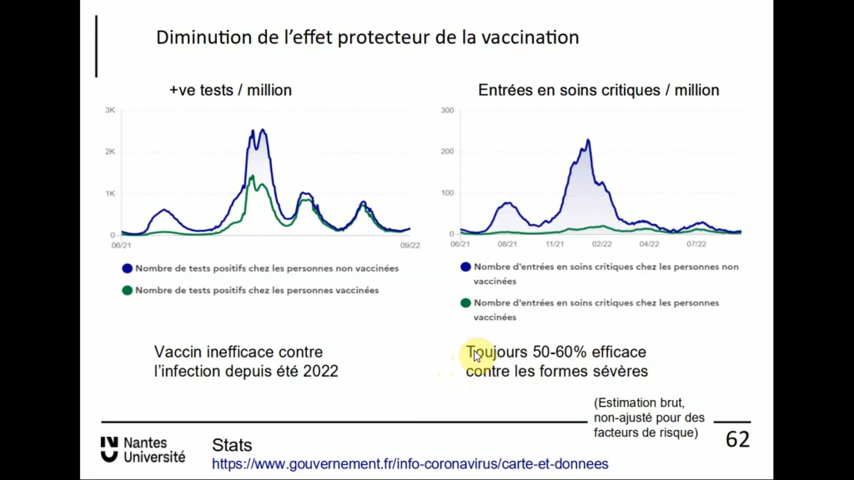 Diminution de l'effet protecteur de la vaccination
+ve tests / million
3K
2K
1K
0
06/21
09/22
Nombre de tests positifs chez les personnes non vaccinées
Nombre de tests positifs chez les personnes vaccinées
Vaccin inefficace contre
l'infection depuis été 2022
Entrées en soins critiques / million
300
200
100
0
06/21
08/21
11/21
02/22
04/22
07/22
Nombre d'entrées en soins critiques chez les personnes non
vaccinées
Nombre d'entrées en soins critiques chez les personnes
vaccinées
Toujours 50-60% efficace
contre les formes sévères
(Estimation brut,
non-ajusté pour des
facteurs de risque)
62
Nantes
Université
Stats
https://www.gouvernement.fr/info-coronavirus/carte-et-donnees